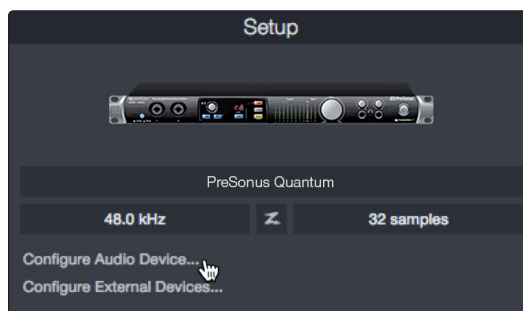 Setup
PreSonus Quantum
48.0 kHz
Z
32 samples
Configure Audio Device...
Configure External Devices...